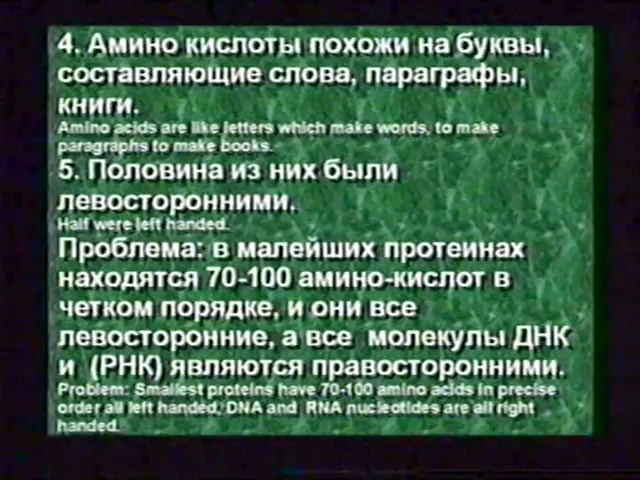 4. Амино кислоты похожи на буквы,
составляющие слова, параграфы,
книги.
Amino acids are like letters which make words, to make
paragraphs to make books.
5. Половина из них были
левосторонними.
Half were left handed.
Проблема: в малейших протеинах
находятся 70-100 амино-кислот в
четком порядке, и они все
левосторонние, а все молекулы ДНК
и (РНК) являются правосторонними.
Problem: Smallest proteins have 70-100 amino acids in precise
order all left handed, DNA and RNA nucleotides are all right
handed.